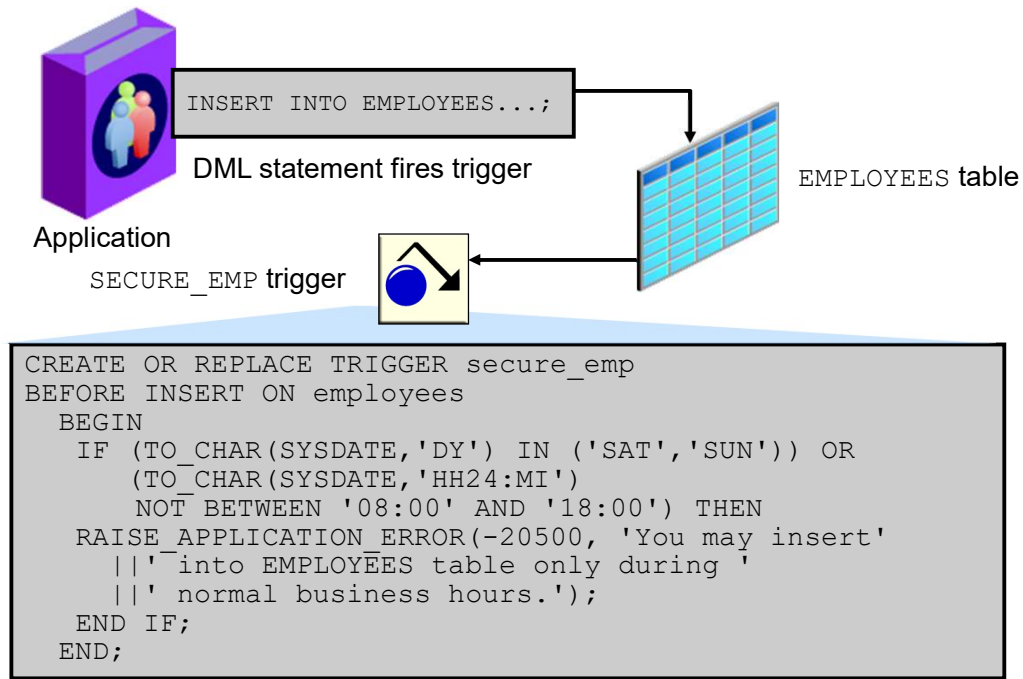 INSERT INTO EMPLOYEES...;
DML statement fires trigger
EMPLOYEES table
Application
SECURE_EMP trigger
CREATE OR REPLACE TRIGGER secure_emp
BEFORE INSERT ON employees
BEGIN
IF (TO_CHAR(SYSDATE,'DY') IN ('SAT','SUN')) OR
(TO_CHAR(SYSDATE,'HH24:MI')
NOT BETWEEN '08:00' AND '18:00') THEN
RAISE_APPLICATION_ERROR(-20500, 'You may insert'
||' into EMPLOYEES table only during '
||' normal business hours.');
END IF;
END;